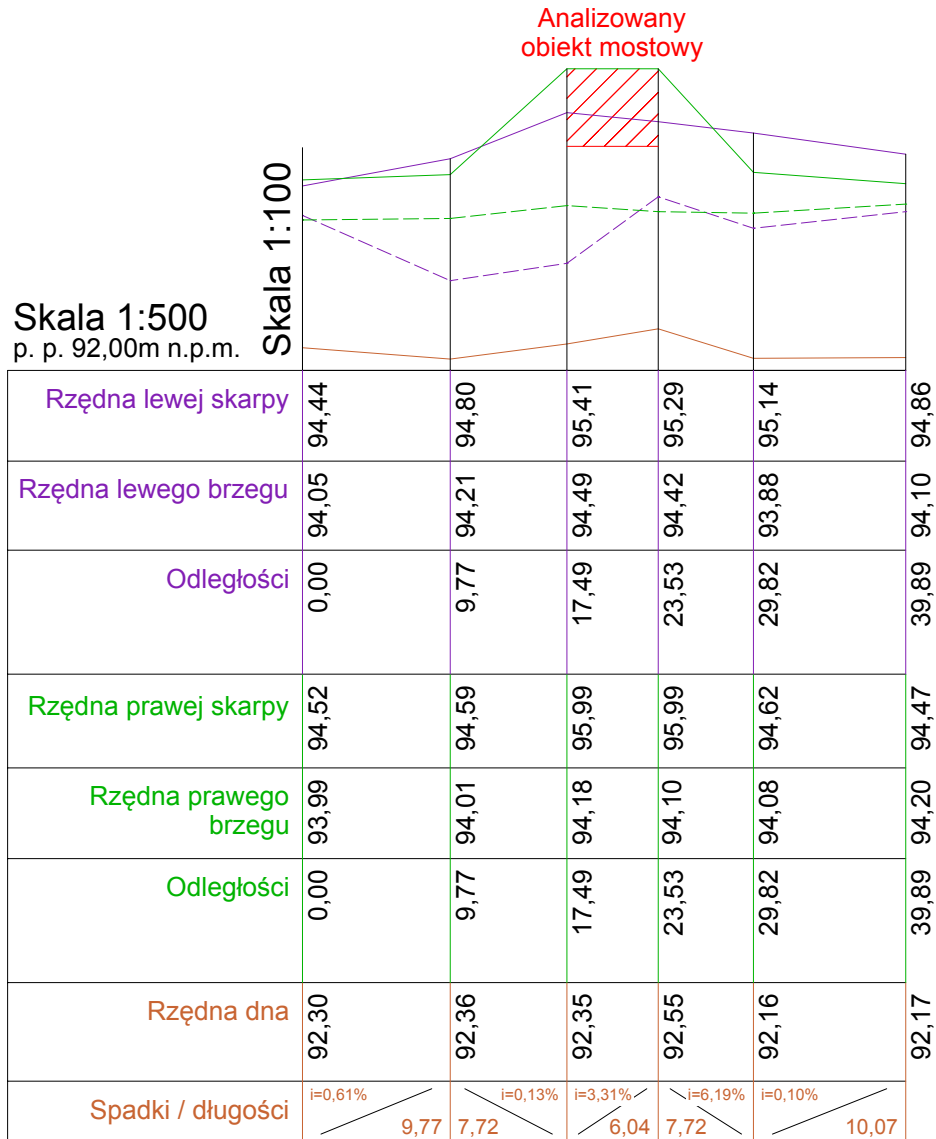 Analizowany
obiekt mostowy
Skala 1:100
Skala 1:500
p. p. 92,00m n.p.m.
Rzędna lewej skarpy 94,44 94,80 95,41 95,29 95,14 94,86
Rzędna lewego brzegu 94,05 94,21 94,49 94,42 93,88 94,10
Odległości 0,00 9,77 17,49 23,53 29,82 39,89
Rzędna prawej skarpy 94,52 94,59 95,99 95,99 94,62 94,47
Rzędna prawego
brzegu 93,99 94,01 94,18 94,10 94,08 94,20
Odległości 0,00 9,77 17,49 23,53 29,82 39,89
Rzędna dna 92,30 92,36 92,35 92,55 92,16 92,17
Spadki / długości
i=0,61% i=0,13% i=3,31% i=6,19% i=0,10%
9,77 7,72 6,04 7,72 10,07